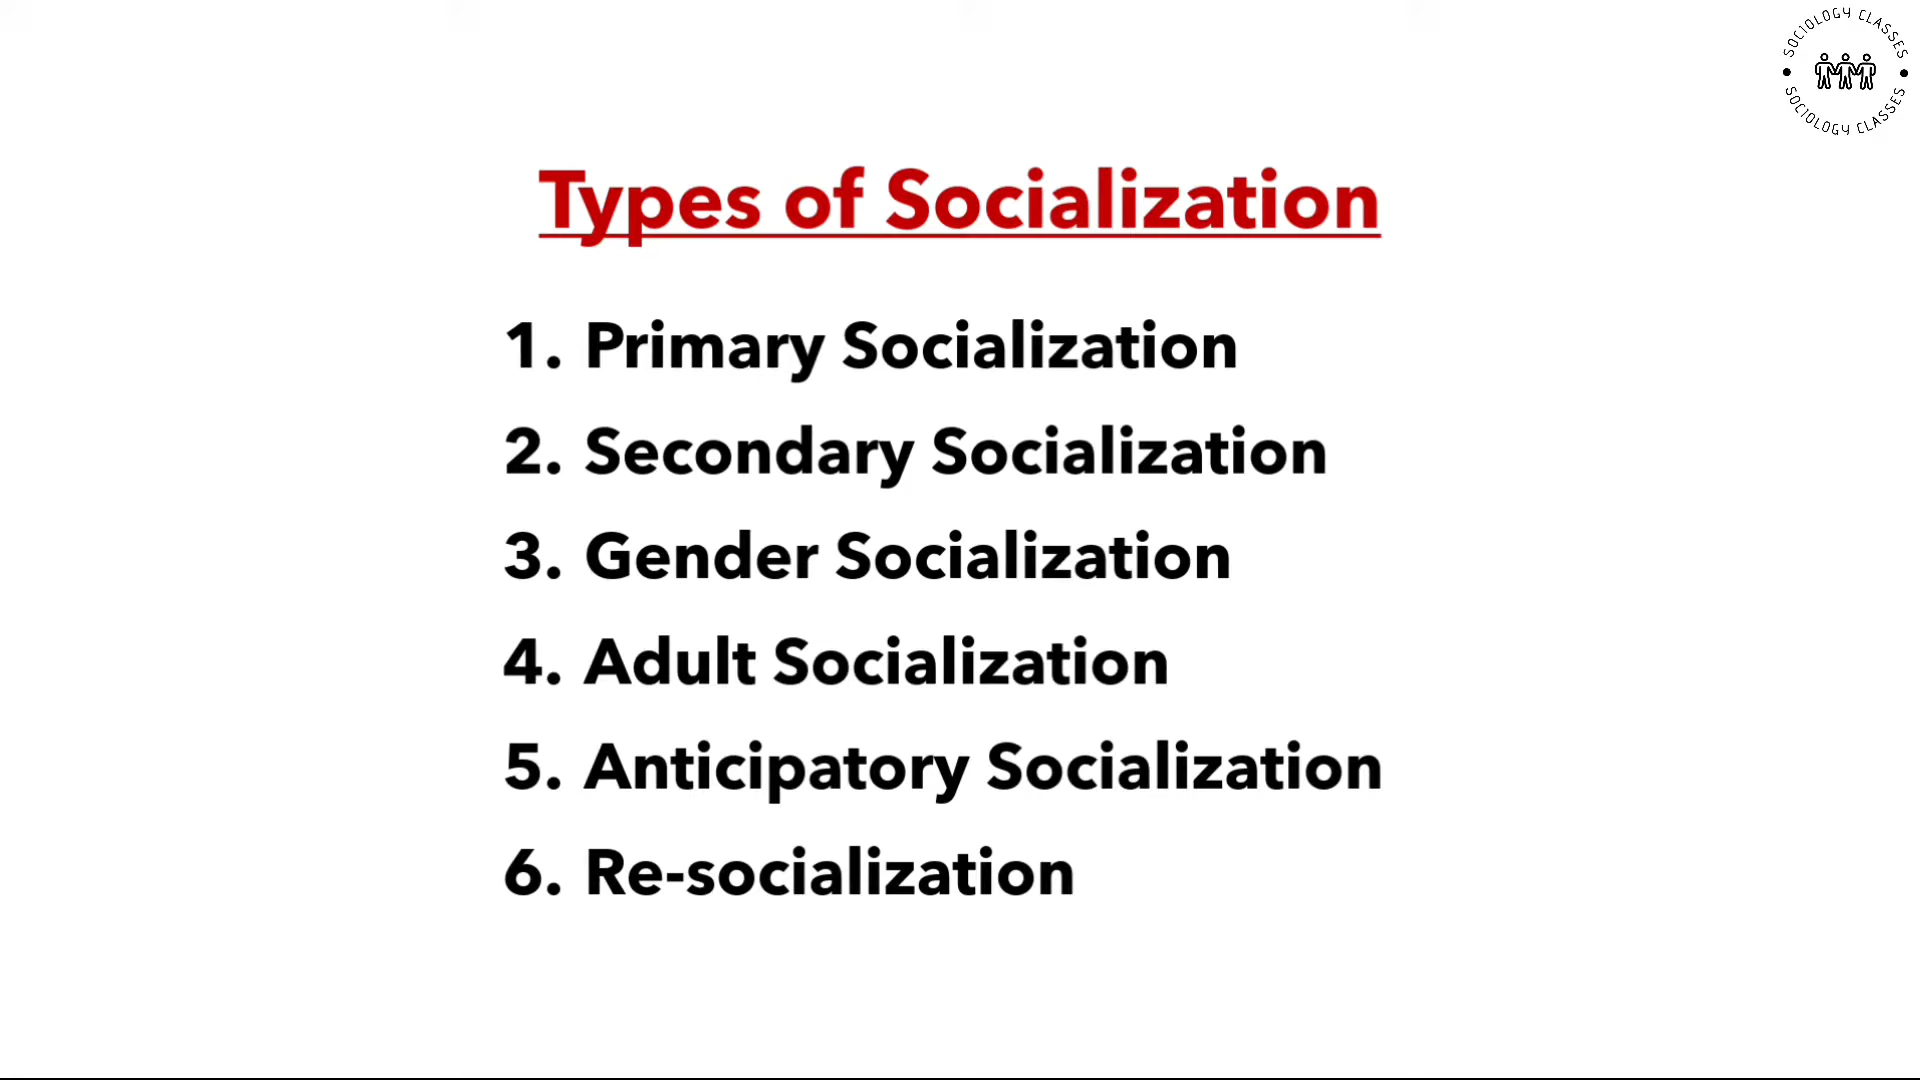 SOCIOLOGY CLASSES
SOCIOLOGY CLASSES
Types of Socialization
1. Primary Socialization
2. Secondary Socialization
3. Gender Socialization
4. Adult Socialization
5. Anticipatory Socialization
6. Re-socialization